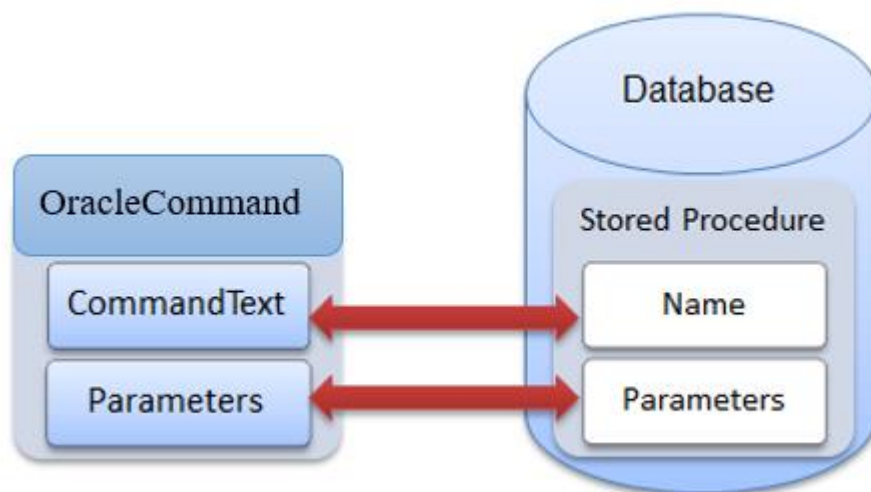 Database
OracleCommand
Stored Procedure
CommandText
Name
Parameters
Parameters